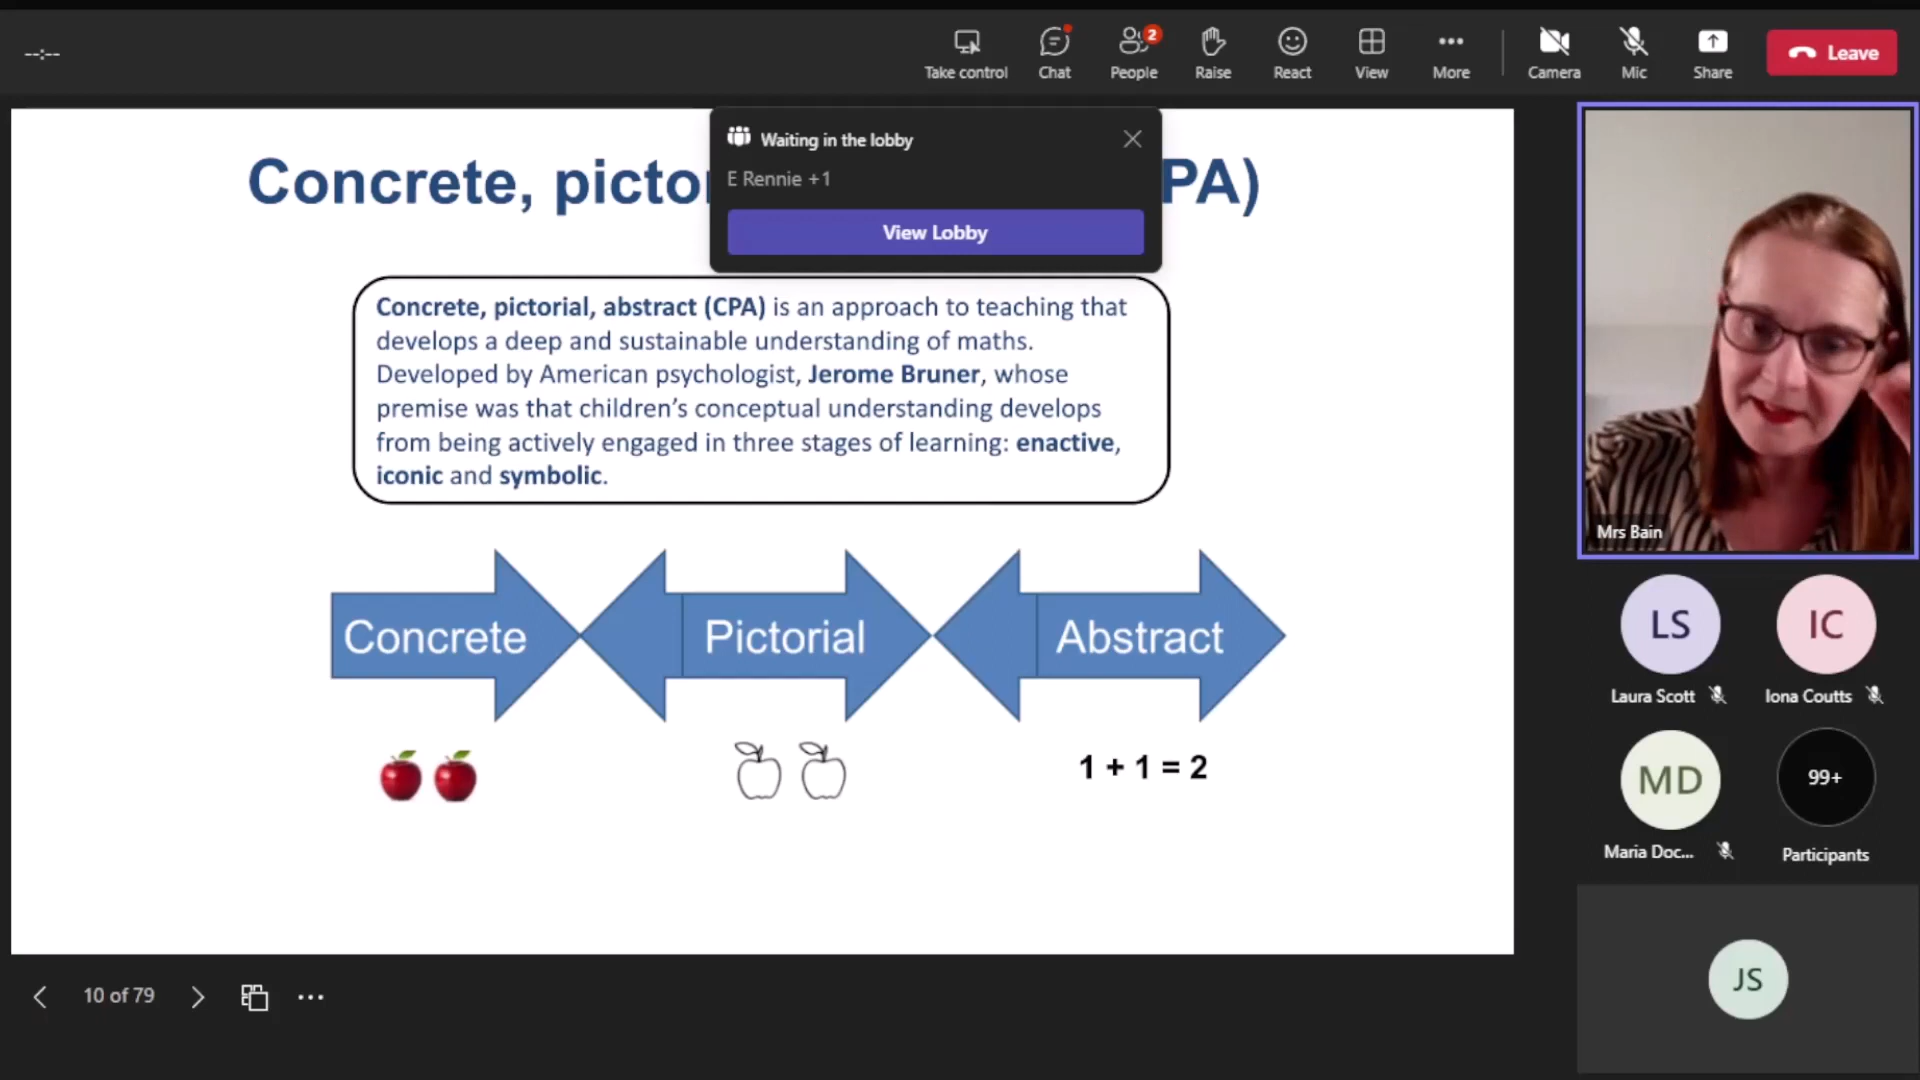 --:--
Take control
Chat
2
People
Raise
React
View
More
Camera
Mic
Share
Leave
Waiting in the lobby
E Rennie +1
View Lobby
Concrete, PA)
Concrete, pictorial, abstract (CPA) is an approach to teaching that
develops a deep and sustainable understanding of maths.
Developed by American psychologist, Jerome Bruner, whose
premise was that children's conceptual understanding develops
from being actively engaged in three stages of learning: enactive,
iconic and symbolic.
Concrete
Pictorial
Abstract
1 + 1 = 2
Mrs Bain
LS
IC
Laura Scott
Iona Coutts
MD
99+
Maria Doc...
Participants
JS
10 of 79